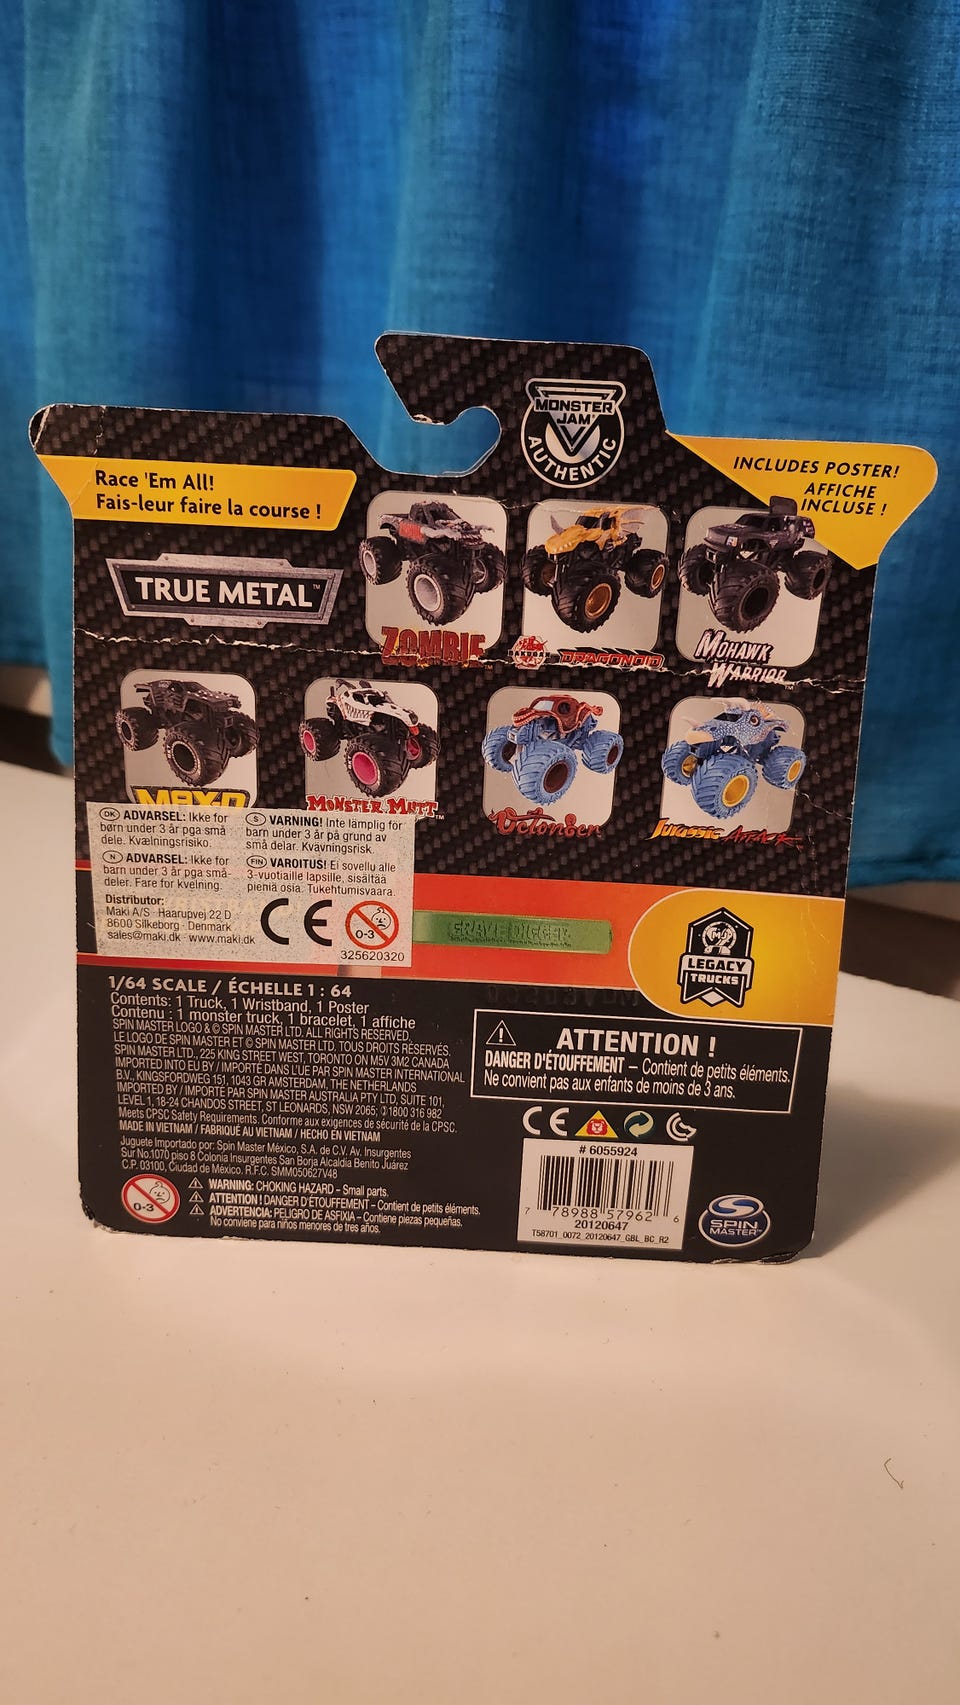 MONSTER
JAM
AUTHENTIC
INCLUDES POSTER!
AFFICHE
INCLUSE !
Race 'Em All!
Fais-leur faire la course !
TRUE METAL™
ZOMBIE
BAKUGAN DRAGONOID
MOHAWK
WARRIOR™
MAX-D
MONSTER MUTT™
Octon8er
Jurassic Attack
DK ADVARSEL: Ikke for
børn under 3 år pga små
dele. Kvælningsrisiko.
N ADVARSEL: Ikke for
barn under 3 år pga små-
deler. Fare for kvelning.
S VARNING! Inte lämplig för
barn under 3 år på grund av
små delar. Kvävningsrisk.
FIN VAROITUS! Ei sovellu alle
3-vuotiaille lapsille, sisältää
pieniä osia. Tukehtumisvaara.
Distributor:
Maki A/S · Haarupvej 22 D
8600 Silkeborg · Denmark
sales@maki.dk · www.maki.dk
CE
0-3
325620320
GRAVE DIGGER
LEGACY
TRUCKS
1/64 SCALE / ÉCHELLE 1 : 64
Contents: 1 Truck, 1 Wristband, 1 Poster
Contenu : 1 monster truck, 1 bracelet, 1 affiche
SPIN MASTER LOGO & © SPIN MASTER LTD. ALL RIGHTS RESERVED.
LE LOGO DE SPIN MASTER ET © SPIN MASTER LTD. TOUS DROITS RÉSERVÉS.
SPIN MASTER LTD., 225 KING STREET WEST, TORONTO ON M5V 3M2 CANADA
IMPORTED INTO EU BY / IMPORTÉ DANS L'UE PAR SPIN MASTER INTERNATIONAL
B.V., KINGSFORDWEG 151, 1043 GR AMSTERDAM, THE NETHERLANDS
IMPORTED BY / IMPORTÉ PAR SPIN MASTER AUSTRALIA PTY LTD, SUITE 101,
LEVEL 1, 18-24 CHANDOS STREET, ST LEONARDS, NSW 2065; 1800 316 982
Meets CPSC Safety Requirements. Conforme aux exigences de sécurité de la CPSC.
MADE IN VIETNAM / FABRIQUÉ AU VIETNAM / HECHO EN VIETNAM
Juguete Importado por: Spin Master México, S.A. de C.V. Av. Insurgentes
Sur No.1070 piso 8 Colonia Insurgentes San Borja Alcaldía Benito Juárez
C.P. 03100, Ciudad de México. R.F.C. SMM050627V48
0-3
WARNING: CHOKING HAZARD - Small parts.
ATTENTION ! DANGER D'ÉTOUFFEMENT – Contient de petits éléments.
ADVERTENCIA: PELIGRO DE ASFIXIA – Contiene piezas pequeñas.
No conviene para niños menores de tres años.
ATTENTION !
DANGER D'ÉTOUFFEMENT – Contient de petits éléments.
Ne convient pas aux enfants de moins de 3 ans.
CE
# 6055924
7 78988 57962 6
20120647
T58701_0072_20120647_GBL_BC_R2
SPIN
MASTER